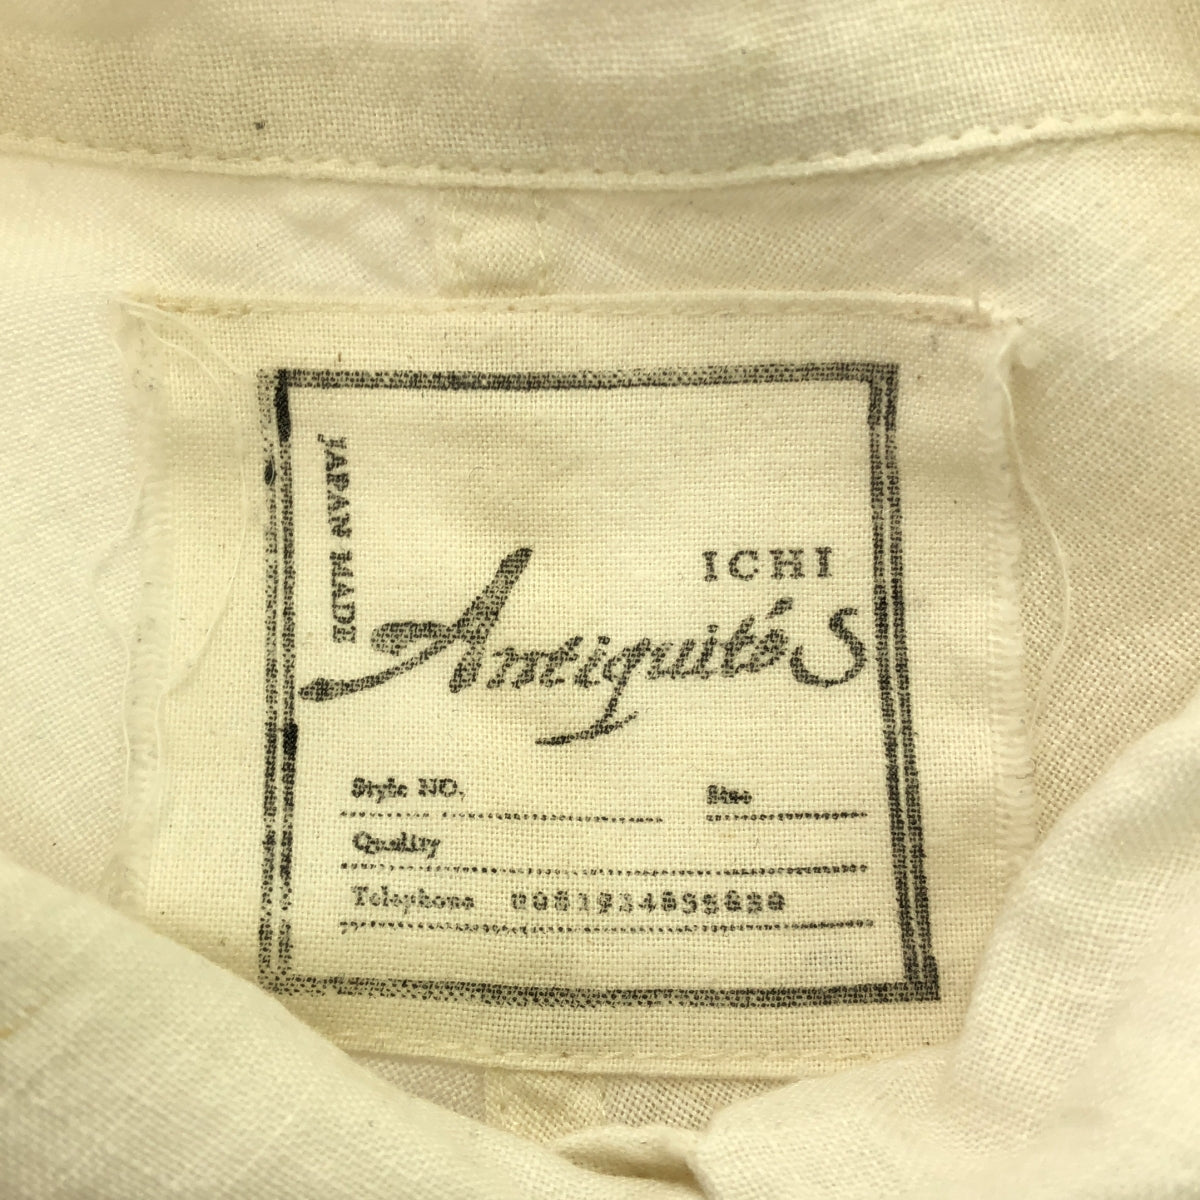 JAPAN MADE
ICHI
Antiquités
Style NO.
Size
Quality
Telephone